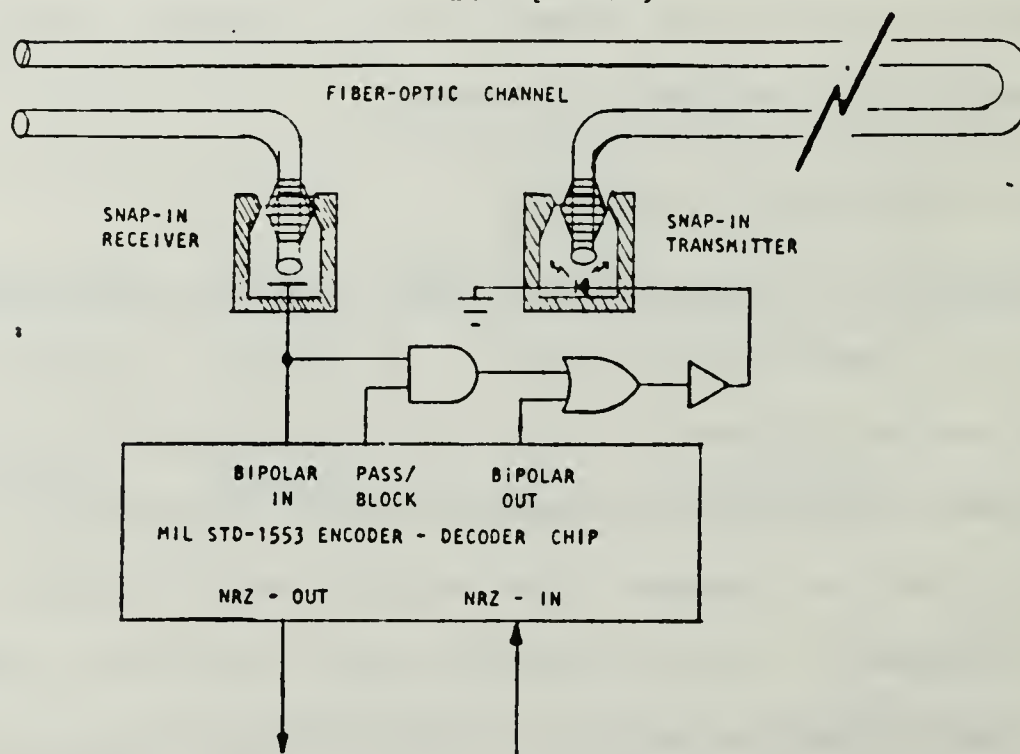 FIBER-OPTIC CHANNEL
SNAP-IN
RECEIVER
SNAP-IN
TRANSMITTER
BIPOLAR
IN
PASS/
BLOCK
BiPOLAR
OUT
MIL STD-1553 ENCODER - DECODER CHIP
NRZ - OUT
NRZ - IN